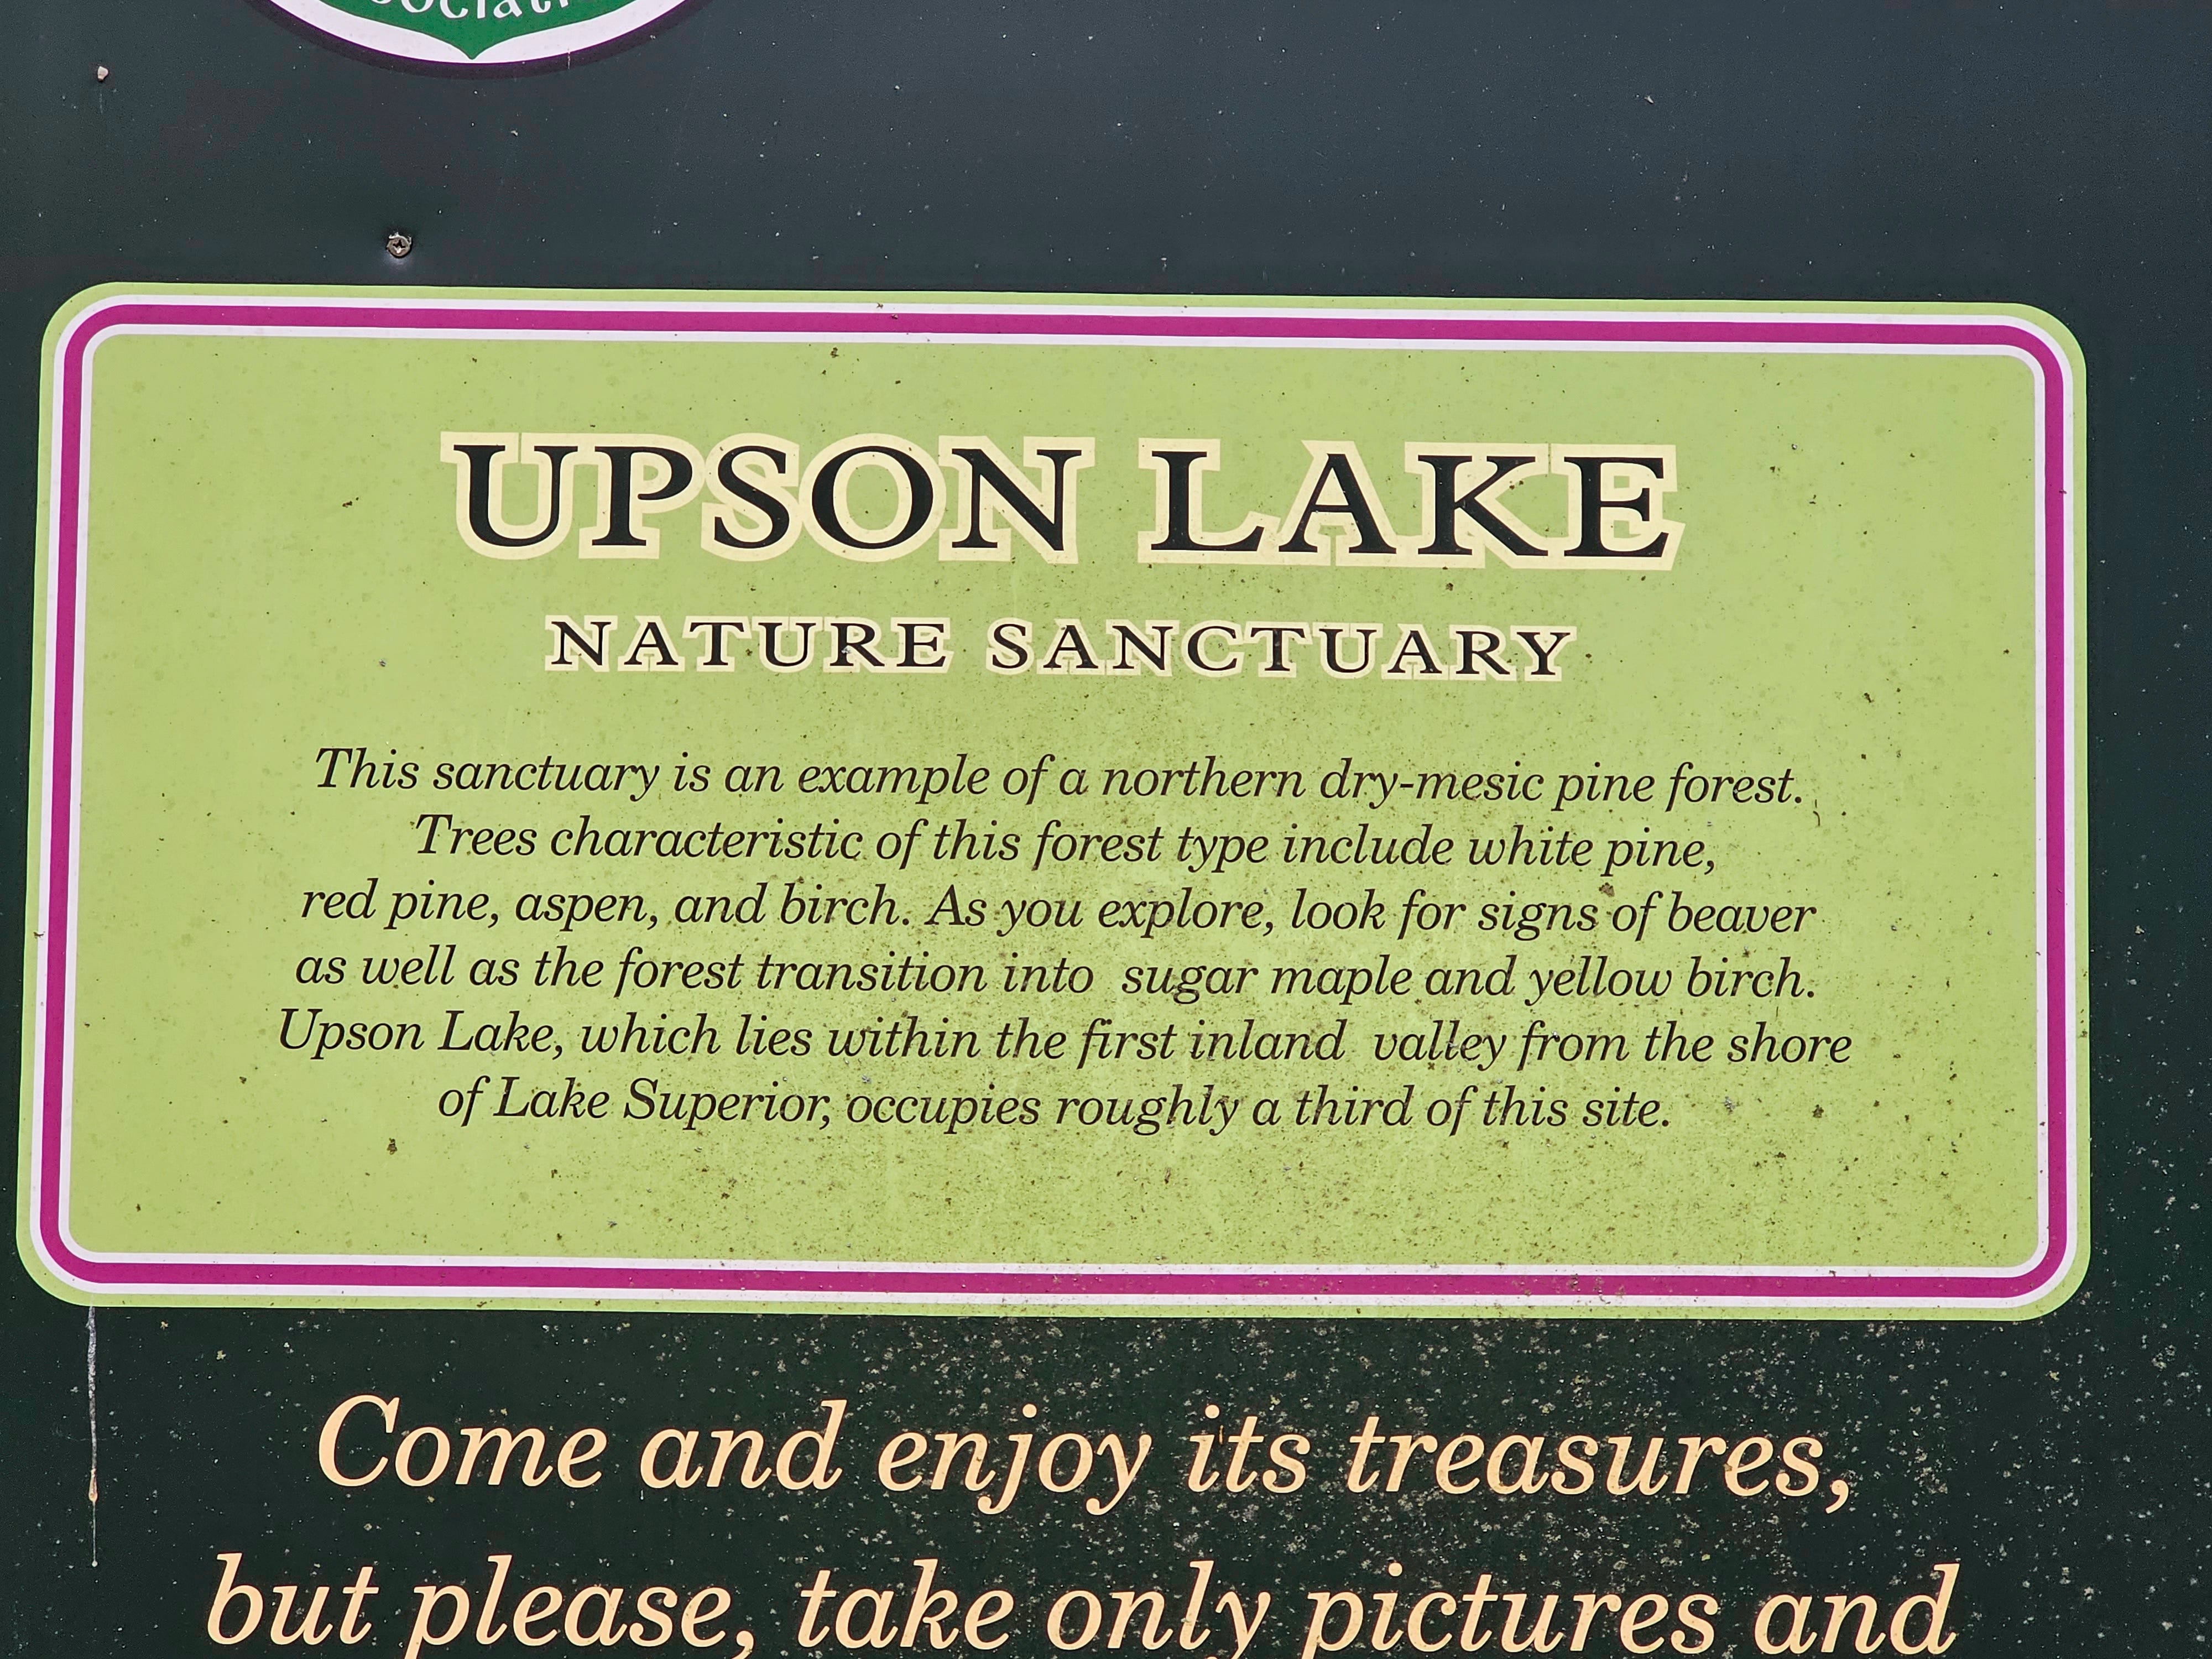 UPSON LAKE
NATURE SANCTUARY
This sanctuary is an example of a northern dry-mesic pine forest.
Trees characteristic of this forest type include white pine,
red pine, aspen, and birch. As you explore, look for signs of beaver
as well as the forest transition into sugar maple and yellow birch.
Upson Lake, which lies within the first inland valley from the shore
of Lake Superior, occupies roughly a third of this site.
Come and enjoy its treasures,
but please, take only pictures and